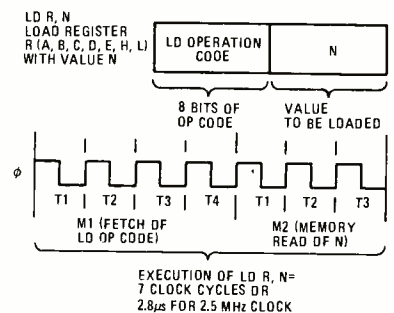 LD R, N
LOAD REGISTER
R (A, B, C, D, E, H, L)
WITH VALUE N
LD OPERATION
CODE
N
8 BITS OF
OP CODE
VALUE
TO BE LOADED
φ
T1 | T2 | T3 | T4 | T1 | T2 | T3
M1 (FETCH OF
LD OP CODE)
M2 (MEMORY
READ OF N)
EXECUTION OF LD R, N=
7 CLOCK CYCLES OR
2.8µs FOR 2.5 MHz CLOCK